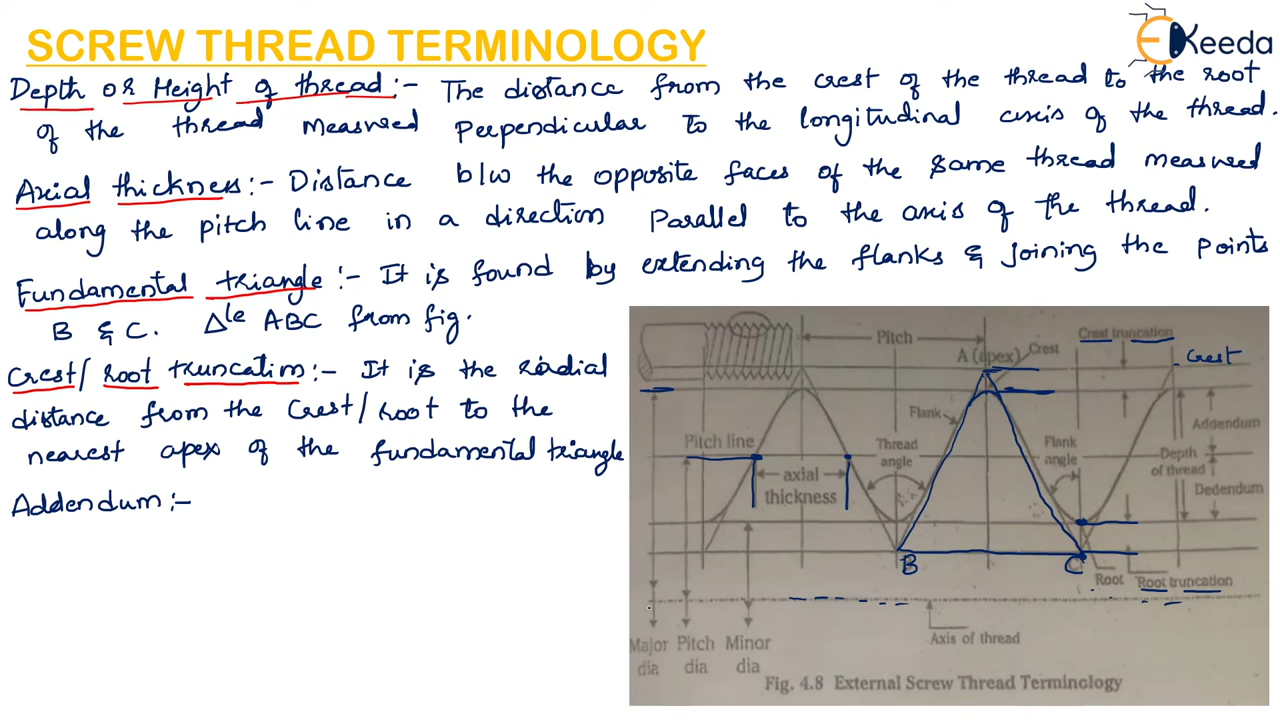 SCREW THREAD TERMINOLOGY
EKeeda
Depth or Height of thread :- The distance from the crest of the thread to the root
of the thread measured perpendicular to the longitudinal axis of the thread.
Axial thickness :- Distance b/w the opposite faces of the same thread measured
along the pitch line in a direction parallel to the axis of the thread.
Fundamental triangle :- It is found by extending the flanks & joining the points
B & C. Δle ABC from fig.
Crest/ root truncation :- It is the radial
distance from the crest/root to the
nearest apex of the fundamental triangle
Addendum :-
Pitch
Crest truncation
A (apex)
Crest
Crest
Flank
Addendum
Pitch line
Thread
angle
Flank
angle
Depth
of thread
axial
thickness
Dedendum
B
C
Root
Root truncation
Axis of thread
Major
dia
Pitch
dia
Minor
dia
Fig. 4.8 External Screw Thread Terminology